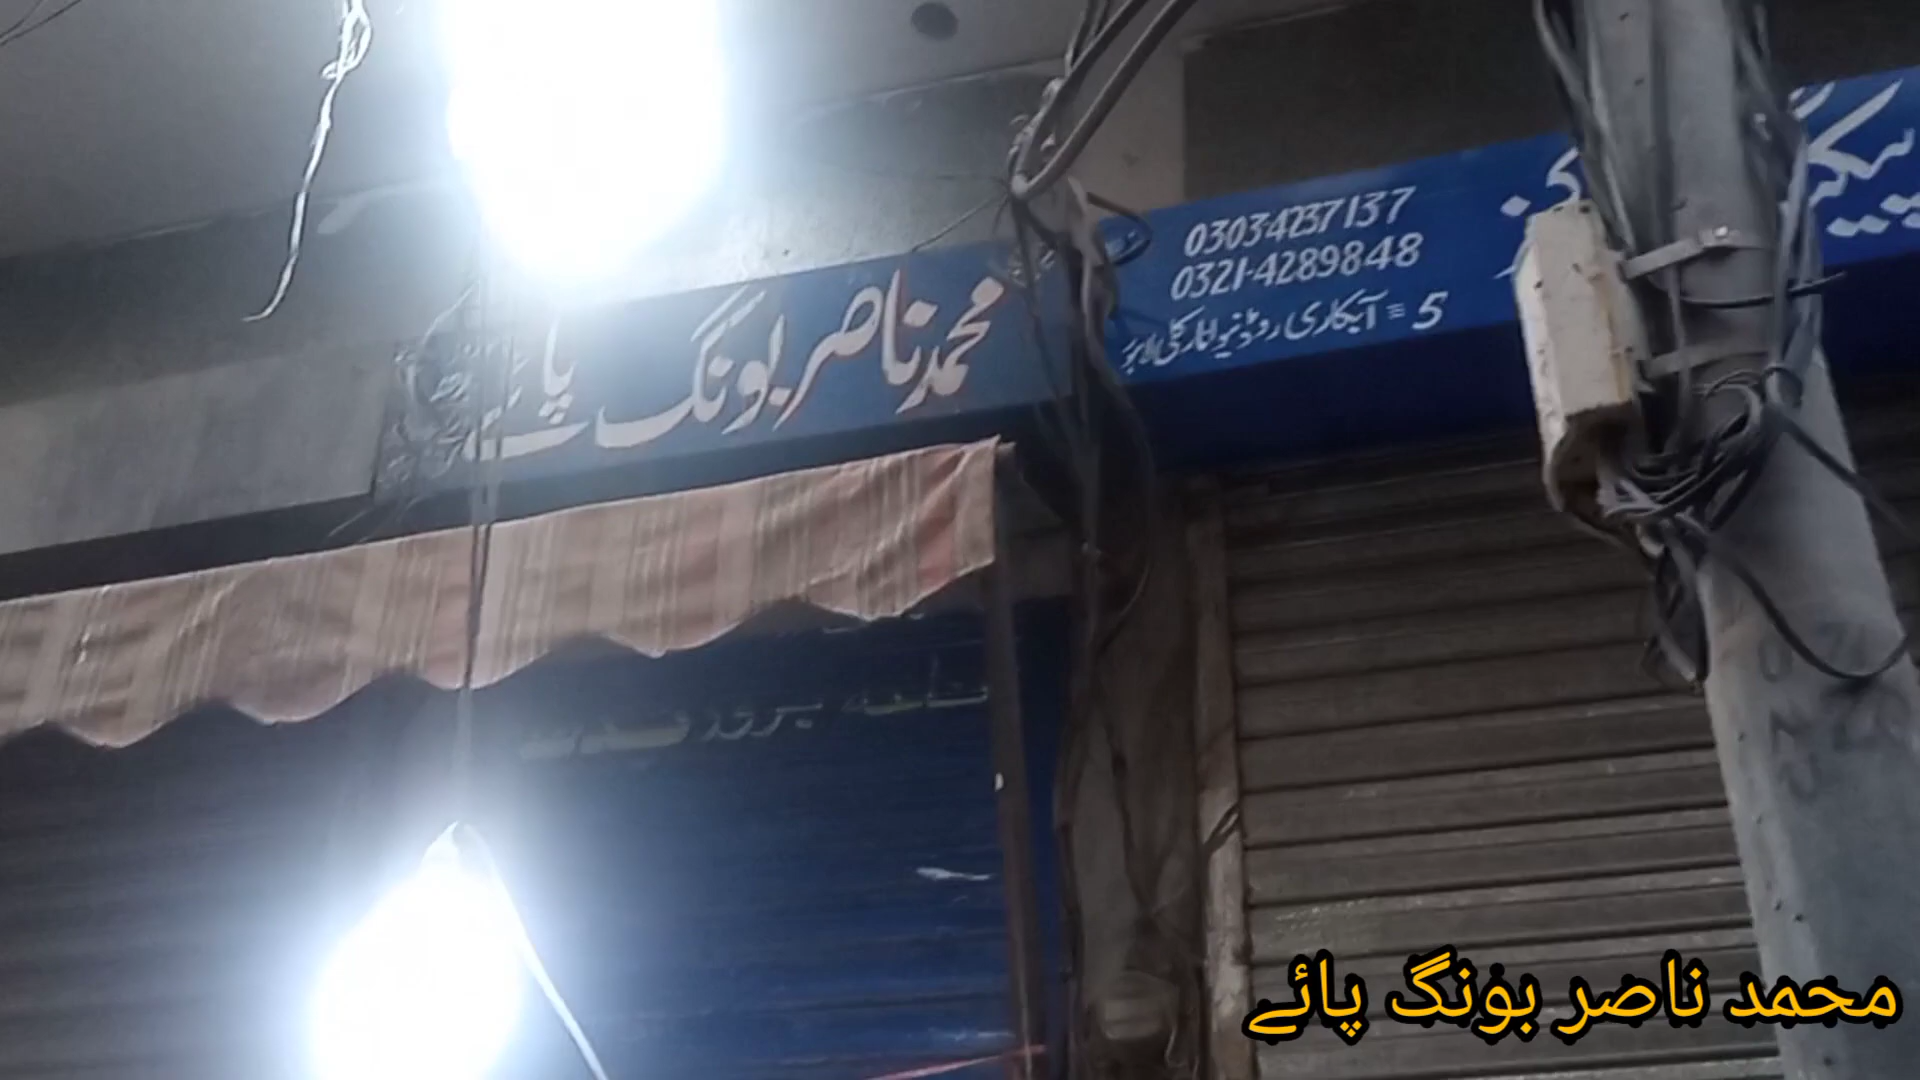 محمد ناصر بونگ پائے
03034237137
0321-4289848
5 = آبکاری روڈ نیو انارکلی لاہور
محمد ناصر بونگ پائے